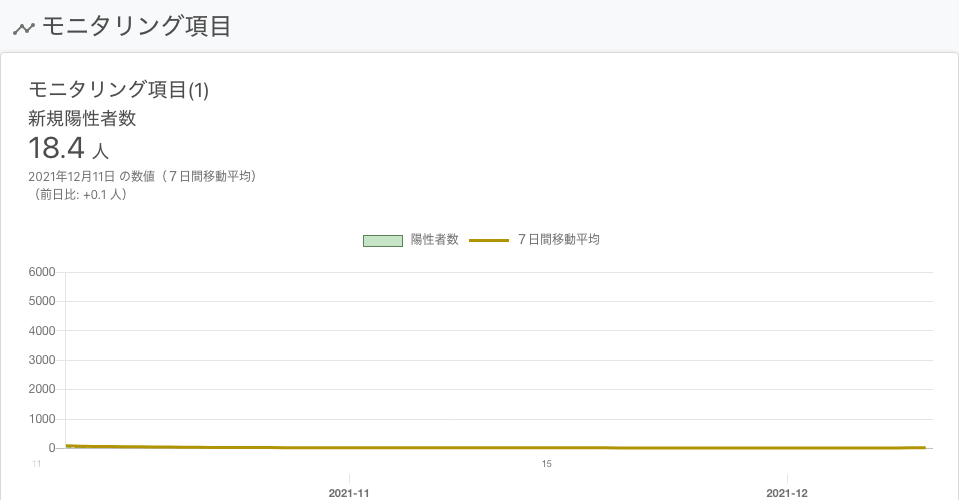 モニタリング項目
モニタリング項目(1)
新規陽性者数
18.4 人
2021年12月11日 の数値（７日間移動平均）
（前日比: +0.1 人）
陽性者数 ７日間移動平均
6000
5000
4000
3000
2000
1000
0
11 15
2021-11 2021-12